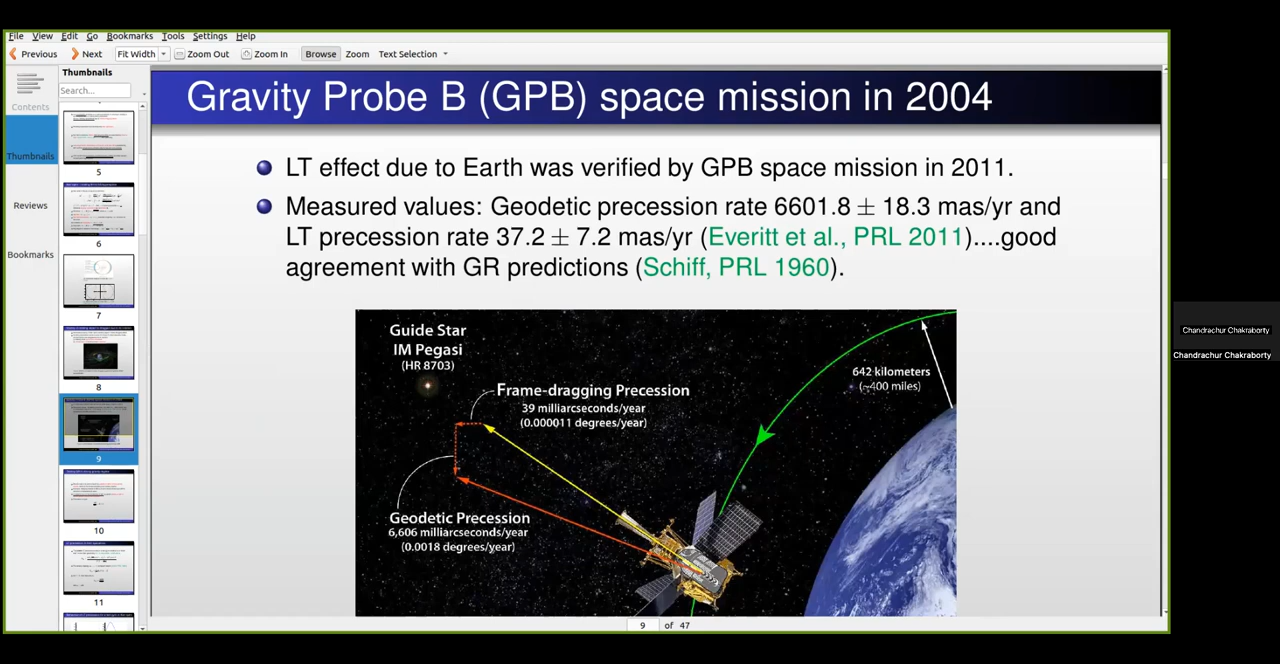 File View Edit Go Bookmarks Tools Settings Help
Previous Next Fit Width Zoom Out Zoom In Browse Zoom Text Selection
Contents
Thumbnails
Reviews
Bookmarks
Thumbnails
Search...
5
6
7
8
9
10
11
Gravity Probe B (GPB) space mission in 2004
LT effect due to Earth was verified by GPB space mission in 2011.
Measured values: Geodetic precession rate 6601.8 ± 18.3 mas/yr and
LT precession rate 37.2 ± 7.2 mas/yr (Everitt et al., PRL 2011)....good
agreement with GR predictions (Schiff, PRL 1960).
Guide Star
IM Pegasi
(HR 8703)
Frame-dragging Precession
39 milliarcseconds/year
(0.000011 degrees/year)
642 kilometers
(~400 miles)
Geodetic Precession
6,606 milliarcseconds/year
(0.0018 degrees/year)
9 of 47
Chandrachur Chakraborty
Chandrachur Chakraborty